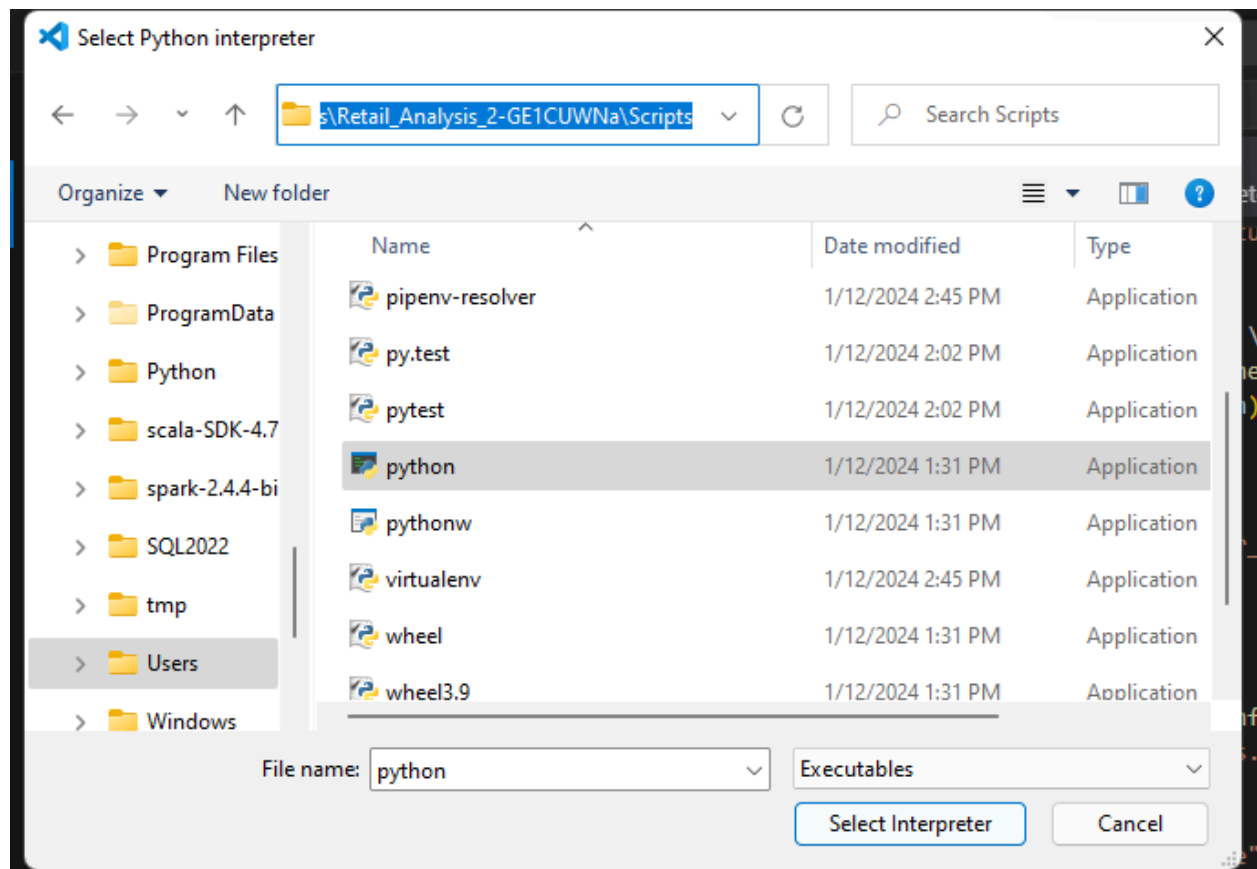 Select Python interpreter
s\Retail_Analysis_2-GE1CUWNa\Scripts
Search Scripts
Organize
New folder
Name
Date modified
Type
Program Files
ProgramData
Python
scala-SDK-4.7
spark-2.4.4-bi
SQL2022
tmp
Users
Windows
pipenv-resolver 1/12/2024 2:45 PM Application
py.test 1/12/2024 2:02 PM Application
pytest 1/12/2024 2:02 PM Application
python 1/12/2024 1:31 PM Application
pythonw 1/12/2024 1:31 PM Application
virtualenv 1/12/2024 2:45 PM Application
wheel 1/12/2024 1:31 PM Application
wheel3.9 1/12/2024 1:31 PM Application
File name: python
Executables
Select Interpreter
Cancel